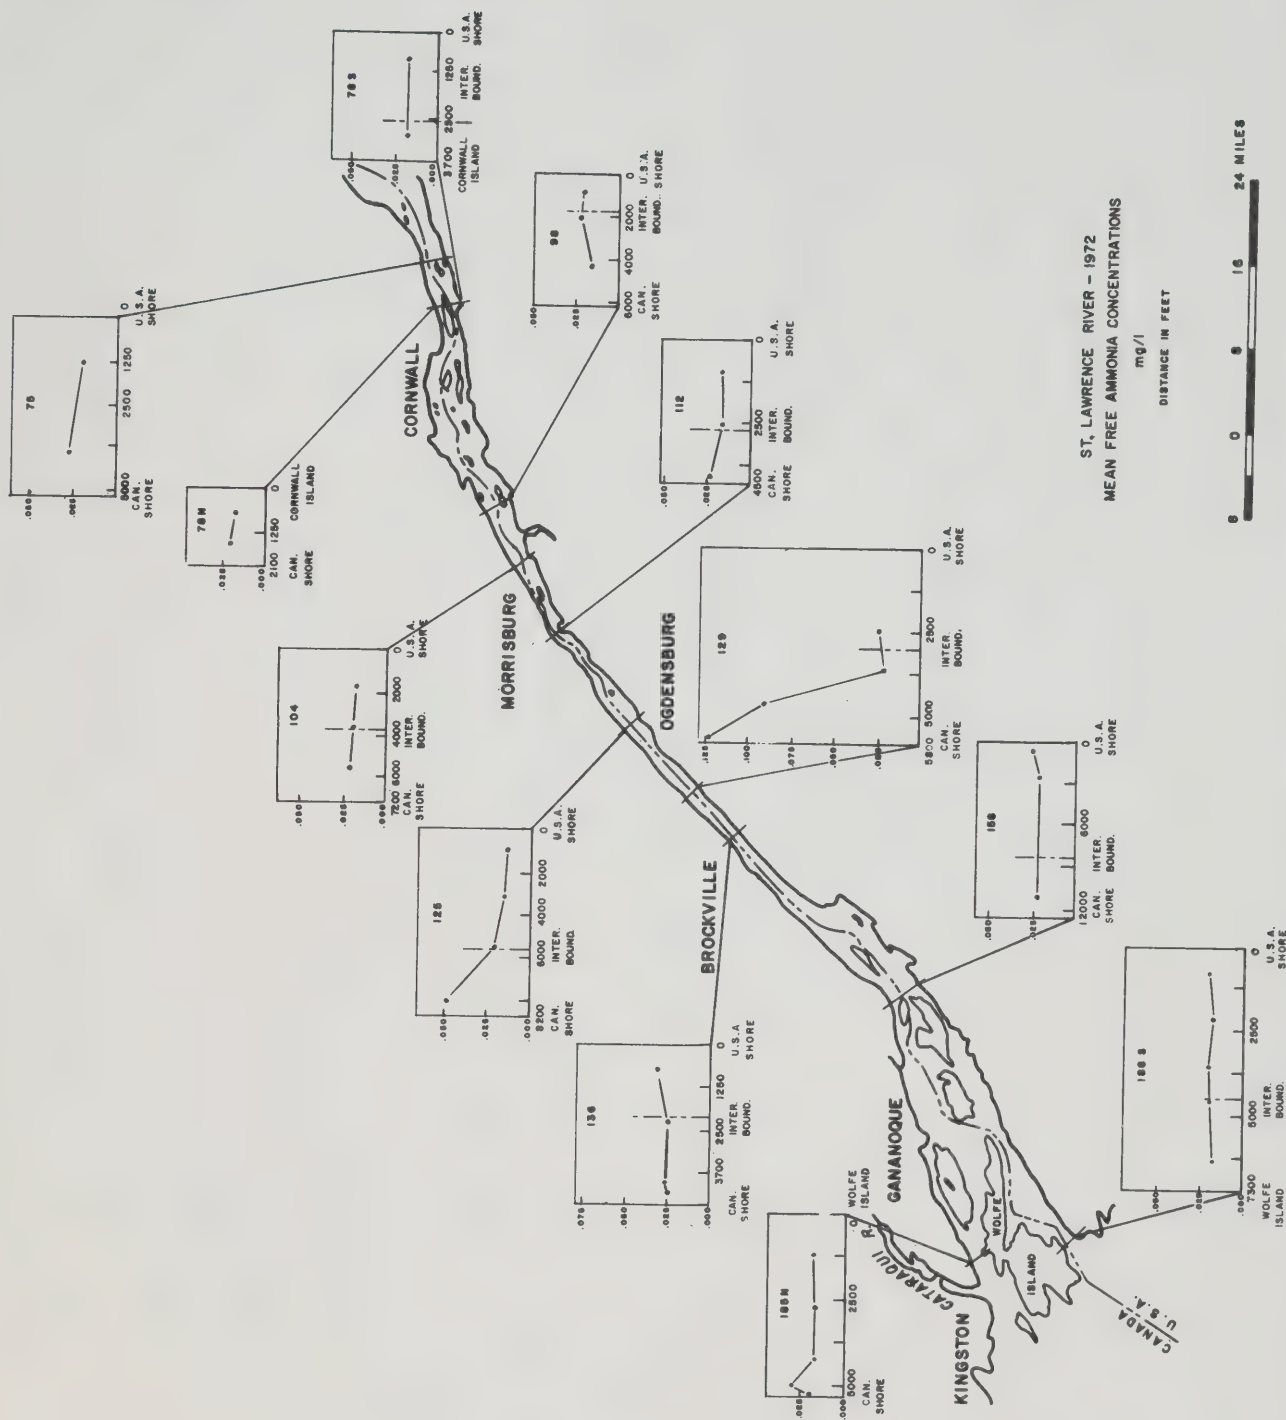 ST. LAWRENCE RIVER - 1972
MEAN FREE AMMONIA CONCENTRATIONS
mg/l
DISTANCE IN FEET
8 0 8 16 24 MILES
CORNWALL
MORRISBURG
OGDENSBURG
BROCKVILLE
GANANOQUE
KINGSTON
CATARAQUI R.
WOLFE
ISLAND
CANADA
U.S.A.
75
.050
.025
0 1250 2500
U.S.A.
SHORE
CAN.
SHORE
78 N
.025
.000
2100 1250 0
CAN.
SHORE
CORNWALL
ISLAND
78 S
.025
.000
3700 2500 1250 0
CORNWALL
ISLAND
INTER.
BOUND.
U.S.A.
SHORE
98
.050
.025
6000 4000 2000 0
CAN.
SHORE
INTER.
BOUND.
U.S.A.
SHORE
104
.050
.025
.000
7200 6000 4000 2000 0
CAN.
SHORE
INTER.
BOUND.
U.S.A.
SHORE
112
.050
.025
4500 2500 0
CAN.
SHORE
INTER.
BOUND.
U.S.A.
SHORE
125
.050
.025
.000
8200 6000 4000 2000 0
CAN.
SHORE
INTER.
BOUND.
U.S.A.
SHORE
129
.125
.100
.075
5800 5000 2500 0
CAN.
SHORE
INTER.
BOUND.
U.S.A.
SHORE
136
.075
.050
.025
.000
3700 2500 1250 0
CAN.
SHORE
INTER.
BOUND.
U.S.A
SHORE
.050
.025
12000 6000 0
CAN.
SHORE
INTER.
BOUND.
U.S.A.
SHORE
.025
.000
5000 2500 0
CAN.
SHORE
WOLFE
ISLAND
.050
.025
.000
7300 5000 2500 0
WOLFE
ISLAND
INTER.
BOUND.
U.S.A.
SHORE